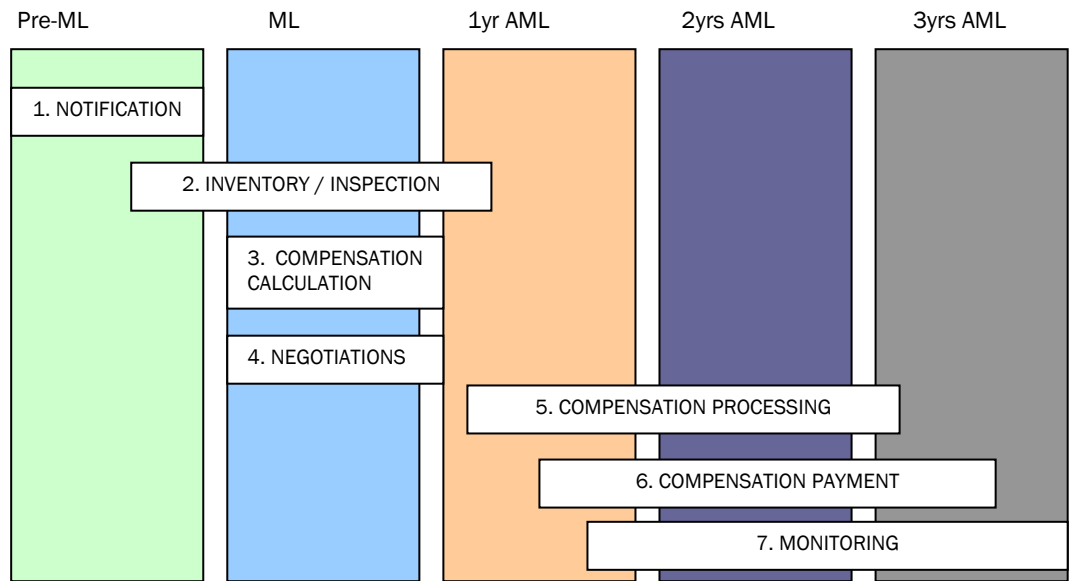 Pre-ML ML 1yr AML 2yrs AML 3yrs AML
1. NOTIFICATION
2. INVENTORY / INSPECTION
3. COMPENSATION
CALCULATION
4. NEGOTIATIONS
5. COMPENSATION PROCESSING
6. COMPENSATION PAYMENT
7. MONITORING